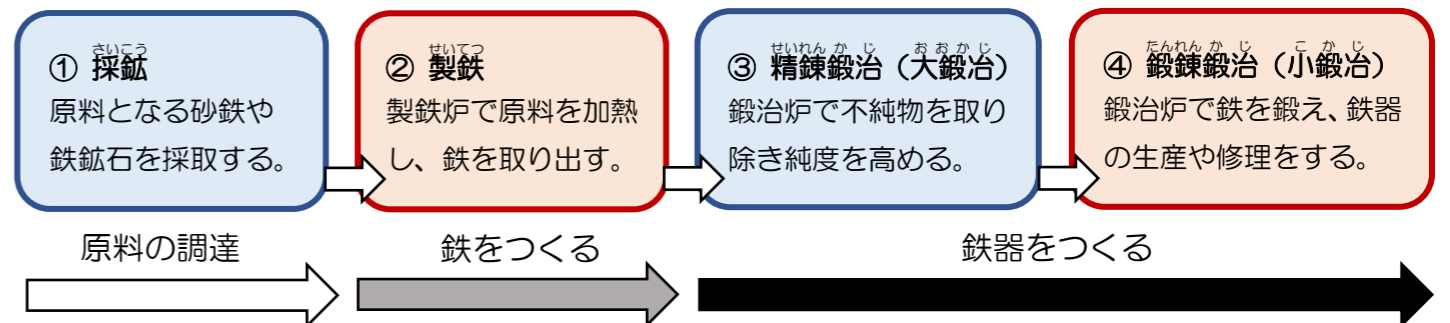 ① 採鉱
さいこう
原料となる砂鉄や
鉄鉱石を採取する。
② 製鉄
せいてつ
製鉄炉で原料を加熱
し、鉄を取り出す。
③ 精錬鍛冶（大鍛冶）
せいれんかじ おおかじ
鍛冶炉で不純物を取り
除き純度を高める。
④ 鍛錬鍛冶（小鍛冶）
たんれんかじ こかじ
鍛冶炉で鉄を鍛え、鉄器
の生産や修理をする。
原料の調達
鉄をつくる
鉄器をつくる